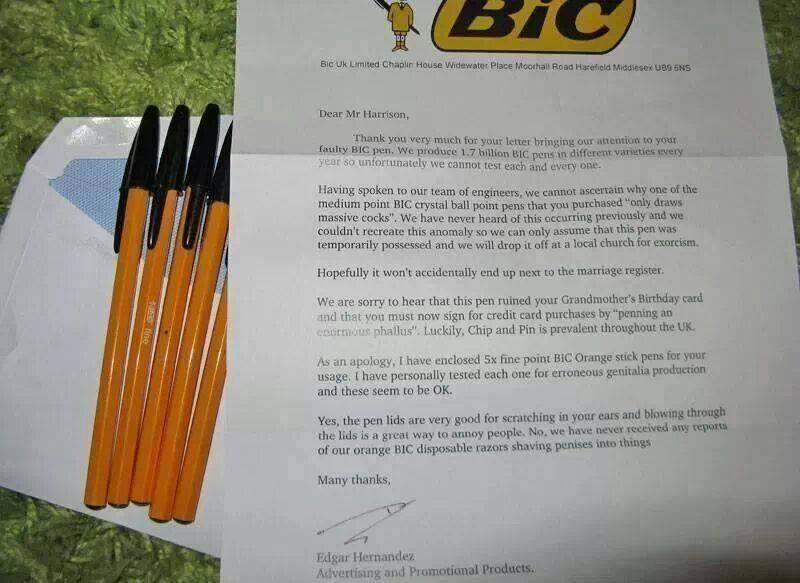 BiC
Bic Uk Limited Chaplin House Widewater Place Moorhall Road Harefield Middlesex UB9 6NS
Dear Mr Harrison,
Thank you very much for your letter bringing our attention to your
faulty BIC pen. We produce 1.7 billion BIC pens in different varieties every
year so unfortunately we cannot test each and every one.
Having spoken to our team of engineers, we cannot ascertain why one of the
medium point BIC crystal ball point pens that you purchased "only draws
massive cocks". We have never heard of this occurring previously and we
couldn't recreate this anomaly so we can only assume that this pen was
temporarily possessed and we will drop it off at a local church for exorcism.
Hopefully it won't accidentally end up next to the marriage register.
We are sorry to hear that this pen ruined your Grandmother's Birthday card
and that you must now sign for credit card purchases by "penning an
enormous phallus". Luckily, Chip and Pin is prevalent throughout the UK.
As an apology, I have enclosed 5x fine point BIC Orange stick pens for your
usage. I have personally tested each one for erroneous genitalia production
and these seem to be OK.
Yes, the pen lids are very good for scratching in your ears and blowing through
the lids is a great way to annoy people. No, we have never received any reports
of our orange BIC disposable razors shaving penises into things
Many thanks,
Edgar Hernandez
Advertising and Promotional Products.
fine